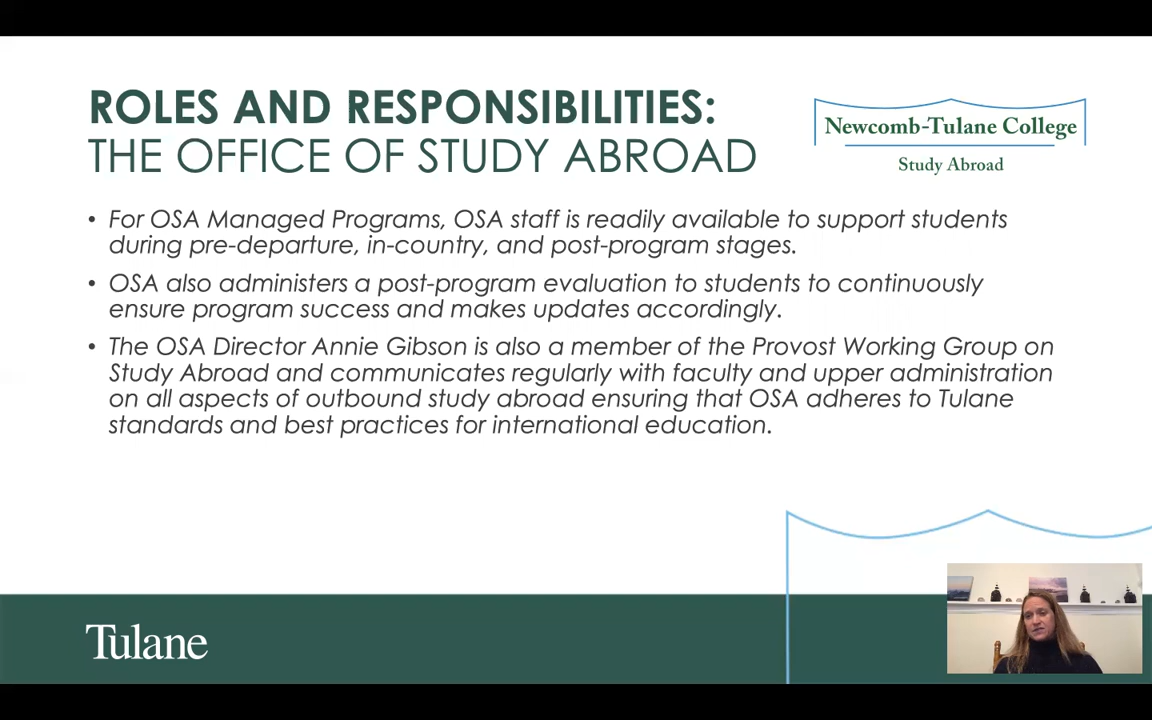 ROLES AND RESPONSIBILITIES:
THE OFFICE OF STUDY ABROAD
Newcomb-Tulane College
Study Abroad
• For OSA Managed Programs, OSA staff is readily available to support students
during pre-departure, in-country, and post-program stages.
• OSA also administers a post-program evaluation to students to continuously
ensure program success and makes updates accordingly.
• The OSA Director Annie Gibson is also a member of the Provost Working Group on
Study Abroad and communicates regularly with faculty and upper administration
on all aspects of outbound study abroad ensuring that OSA adheres to Tulane
standards and best practices for international education.
Tulane